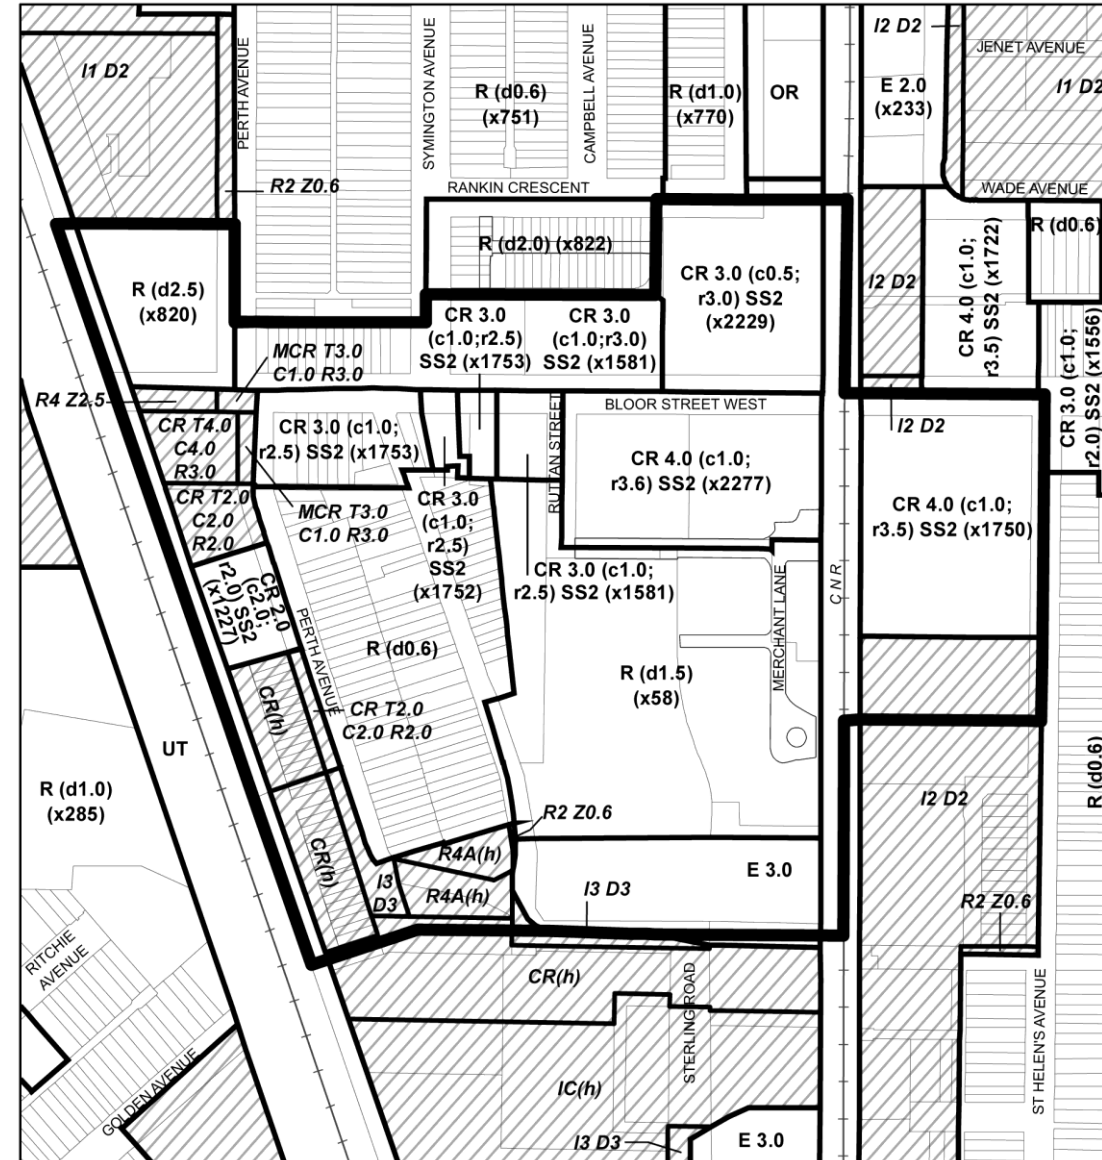 I1 D2
PERTH AVENUE
SYMINGTON AVENUE
R (d0.6)
(x751)
CAMPBELL AVENUE
R (d1.0)
(x770)
OR
I2 D2
E 2.0
(x233)
JENET AVENUE
I1 D2
R2 Z0.6
RANKIN CRESCENT
WADE AVENUE
R (d2.0) (x822)
CR 4.0 (c1.0;
r3.5) SS2 (x1722)
R (d0.6)
R (d2.5)
(x820)
CR 3.0 (c0.5;
r3.0) SS2
(x2229)
I2 D2
CR 3.0
(c1.0;r2.5)
SS2 (x1753)
CR 3.0
(c1.0;r3.0)
SS2 (x1581)
CR 3.0 (c1.0;
r2.0) SS2 (x1556)
MCR T3.0
C1.0 R3.0
R4 Z2.5
BLOOR STREET WEST
I2 D2
CR T4.0
C4.0
R3.0
CR 3.0 (c1.0;
r2.5) SS2 (x1753)
RUTTAN STREET
CR 4.0 (c1.0;
r3.6) SS2 (x2277)
CR 4.0 (c1.0;
r3.5) SS2 (x1750)
CR T2.0
C2.0
R2.0
MCR T3.0
C1.0 R3.0
CR 3.0
(c1.0;
r2.5)
SS2
(x1752)
CR 3.0 (c1.0;
r2.5) SS2 (x1581)
MERCHANT LANE
CNR
CR 2.0
(c2.0;
r2.0) SS2
(x1227)
PERTH AVENUE
R (d0.6)
R (d1.5)
(x58)
CR(h)
CR T2.0
C2.0 R2.0
UT
R (d1.0)
(x285)
R (d0.6)
I2 D2
R2 Z0.6
CR(h)
R4A(h)
I3
D3
R4A(h)
I3 D3
E 3.0
R2 Z0.6
RITCHIE
AVENUE
CR(h)
STERLING ROAD
ST HELEN'S AVENUE
GOLDEN AVENUE
IC(h)
I3 D3
E 3.0